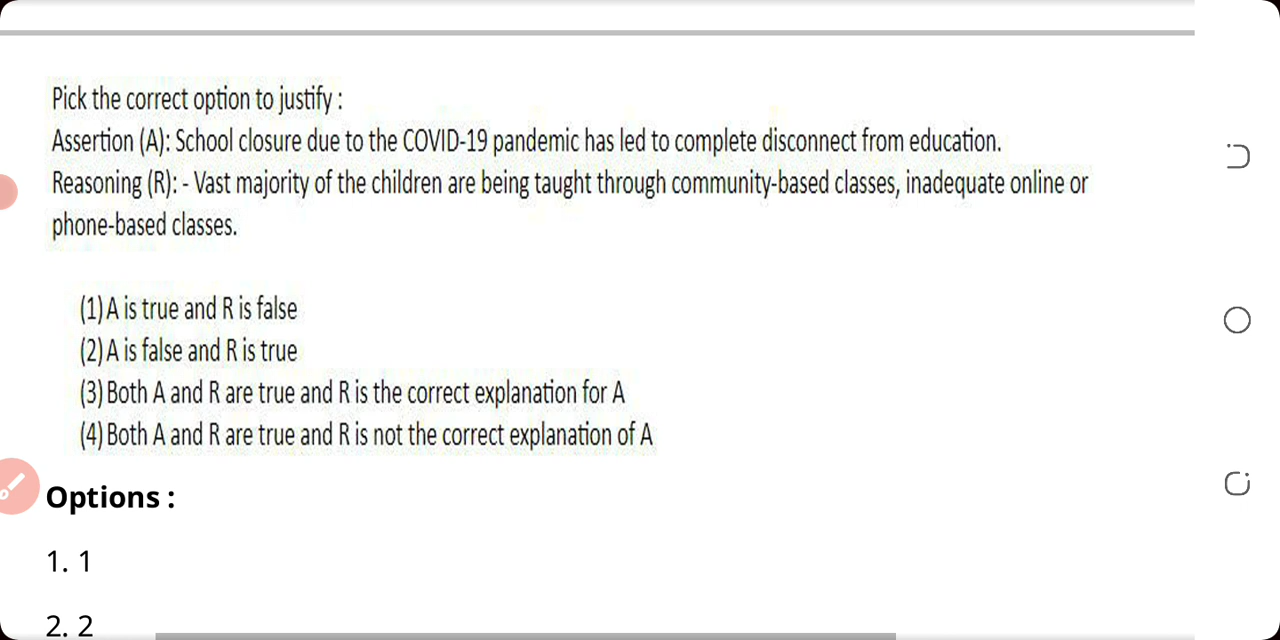 Pick the correct option to justify :
Assertion (A): School closure due to the COVID-19 pandemic has led to complete disconnect from education.
Reasoning (R): - Vast majority of the children are being taught through community-based classes, inadequate online or
phone-based classes.
(1) A is true and R is false
(2) A is false and R is true
(3) Both A and R are true and R is the correct explanation for A
(4) Both A and R are true and R is not the correct explanation of A
Options :
1. 1
2. 2